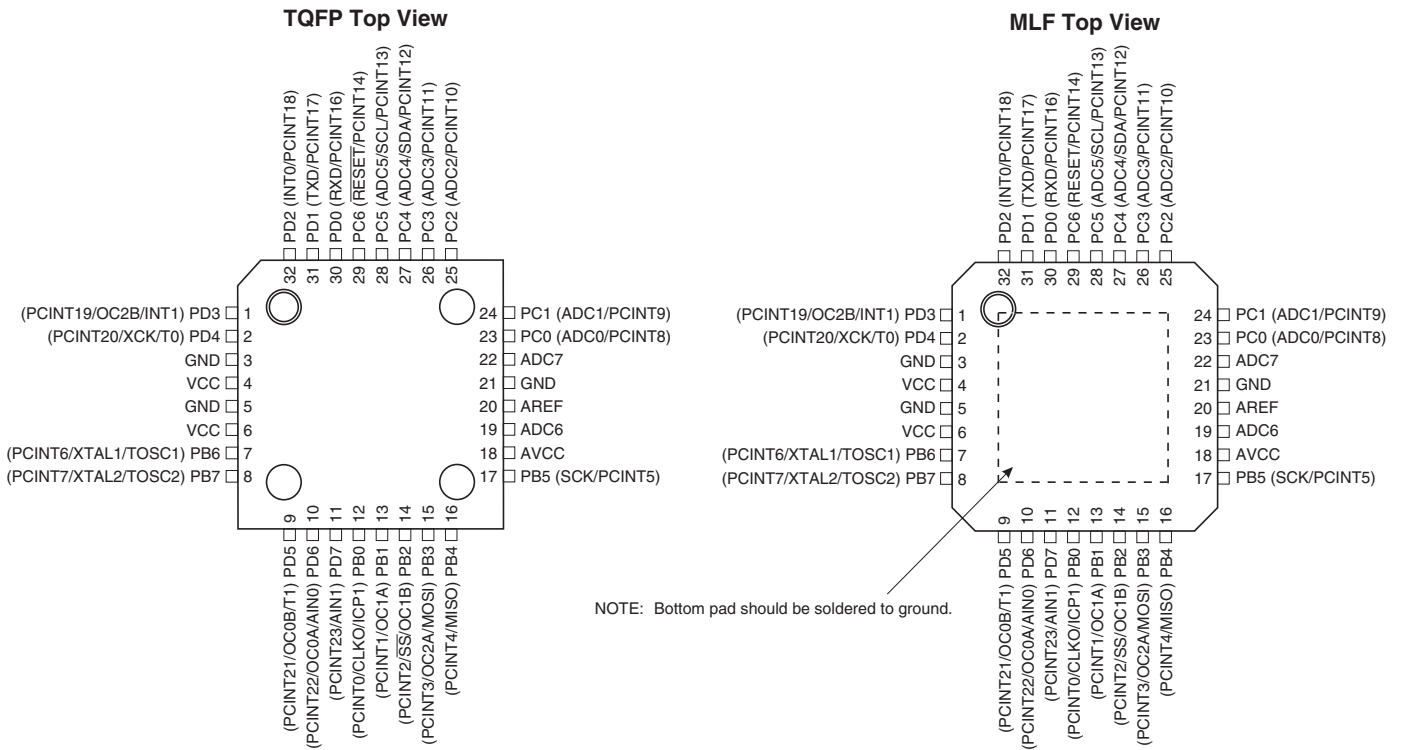 TQFP Top View
PD2 (INT0/PCINT18)
PD1 (TXD/PCINT17)
PD0 (RXD/PCINT16)
PC6 (RESET/PCINT14)
PC5 (ADC5/SCL/PCINT13)
PC4 (ADC4/SDA/PCINT12)
PC3 (ADC3/PCINT11)
PC2 (ADC2/PCINT10)
32
31
30
29
28
27
26
25
(PCINT19/OC2B/INT1) PD3 1
(PCINT20/XCK/T0) PD4 2
GND 3
VCC 4
GND 5
VCC 6
(PCINT6/XTAL1/TOSC1) PB6 7
(PCINT7/XTAL2/TOSC2) PB7 8
24 PC1 (ADC1/PCINT9)
23 PC0 (ADC0/PCINT8)
22 ADC7
21 GND
20 AREF
19 ADC6
18 AVCC
17 PB5 (SCK/PCINT5)
9
10
11
12
13
14
15
16
(PCINT21/OC0B/T1) PD5
(PCINT22/OC0A/AIN0) PD6
(PCINT23/AIN1) PD7
(PCINT0/CLKO/ICP1) PB0
(PCINT1/OC1A) PB1
(PCINT2/SS/OC1B) PB2
(PCINT3/OC2A/MOSI) PB3
(PCINT4/MISO) PB4
MLF Top View
PD2 (INT0/PCINT18)
PD1 (TXD/PCINT17)
PD0 (RXD/PCINT16)
PC6 (RESET/PCINT14)
PC5 (ADC5/SCL/PCINT13)
PC4 (ADC4/SDA/PCINT12)
PC3 (ADC3/PCINT11)
PC2 (ADC2/PCINT10)
32
31
30
29
28
27
26
25
(PCINT19/OC2B/INT1) PD3 1
(PCINT20/XCK/T0) PD4 2
GND 3
VCC 4
GND 5
VCC 6
(PCINT6/XTAL1/TOSC1) PB6 7
(PCINT7/XTAL2/TOSC2) PB7 8
24 PC1 (ADC1/PCINT9)
23 PC0 (ADC0/PCINT8)
22 ADC7
21 GND
20 AREF
19 ADC6
18 AVCC
17 PB5 (SCK/PCINT5)
9
10
11
12
13
14
15
16
(PCINT21/OC0B/T1) PD5
(PCINT22/OC0A/AIN0) PD6
(PCINT23/AIN1) PD7
(PCINT0/CLKO/ICP1) PB0
(PCINT1/OC1A) PB1
(PCINT2/SS/OC1B) PB2
(PCINT3/OC2A/MOSI) PB3
(PCINT4/MISO) PB4
NOTE: Bottom pad should be soldered to ground.